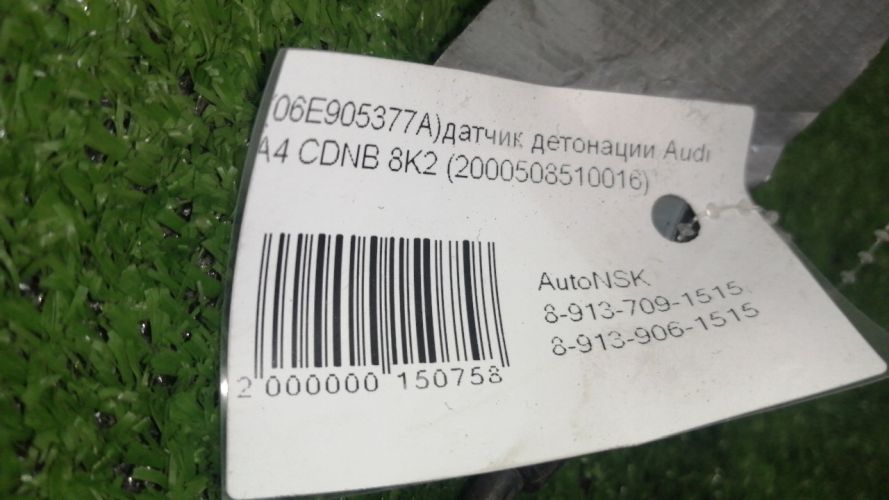 (06E905377A)датчик детонации Audi
A4 CDNB 8K2 (2000508510016)
AutoNSK
8-913-709-1515,
8-913-906-1515
2 000000 150758